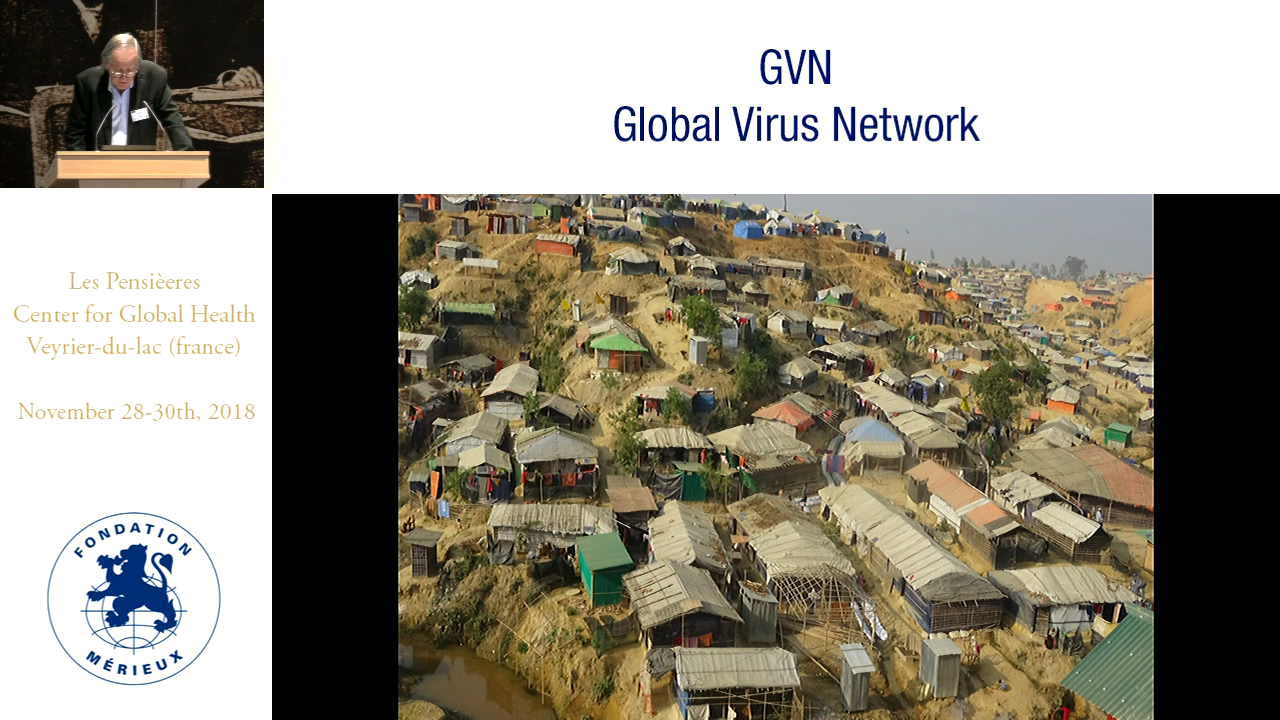 GVN
Global Virus Network
Les Pensièeres
Center for Global Health
Veyrier-du-lac (france)
November 28-30th, 2018
FONDATION
MÉRIEUX